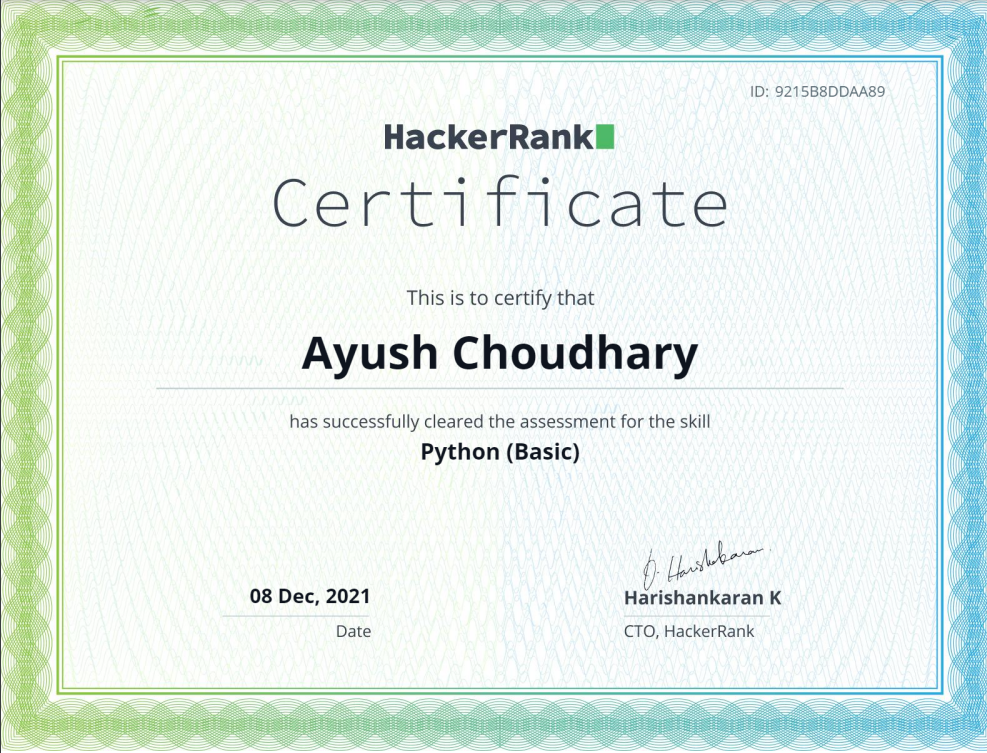 ID: 9215B8DDAA89
HackerRank
Certificate
This is to certify that
Ayush Choudhary
has successfully cleared the assessment for the skill
Python (Basic)
08 Dec, 2021
Date
D. Harishankaran
Harishankaran K
CTO, HackerRank